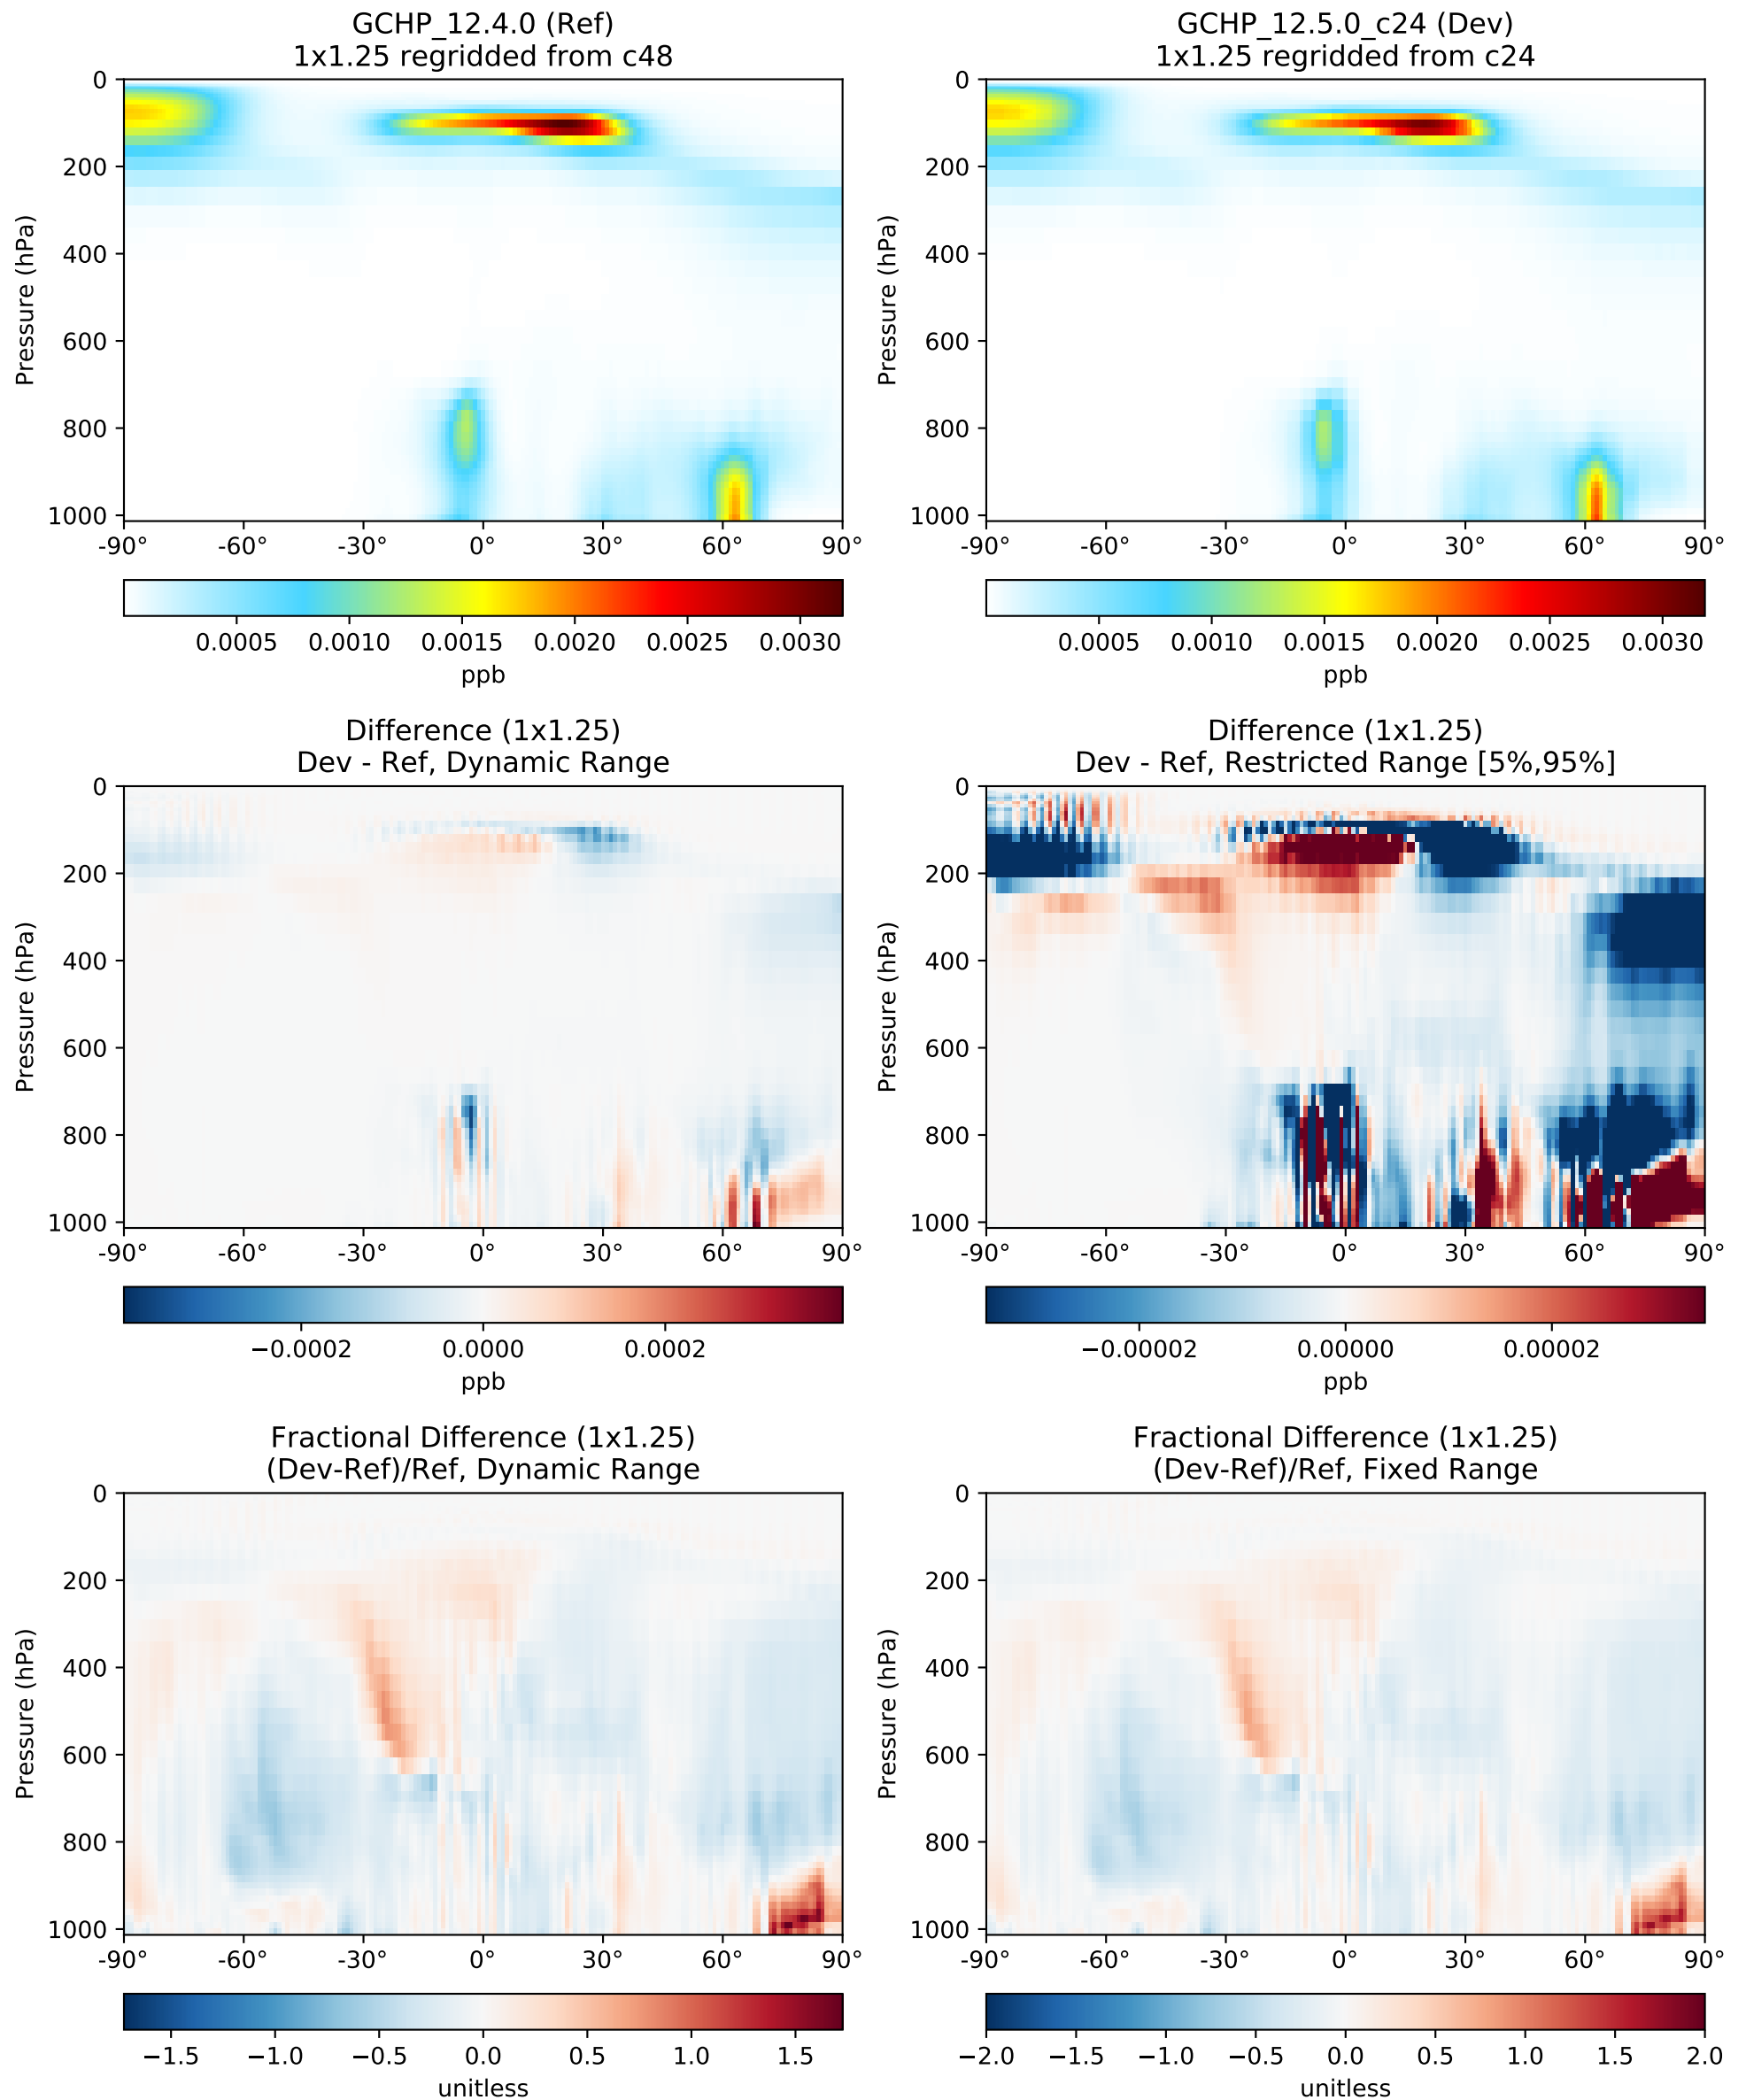 GCHP_12.4.0 (Ref)
1x1.25 regridded from c48
Pressure (hPa)
0
200
400
600
800
1000
-90° -60° -30° 0° 30° 60° 90°
0.0005 0.0010 0.0015 0.0020 0.0025 0.0030
ppb
GCHP_12.5.0_c24 (Dev)
1x1.25 regridded from c24
Pressure (hPa)
0
200
400
600
800
1000
-90° -60° -30° 0° 30° 60° 90°
0.0005 0.0010 0.0015 0.0020 0.0025 0.0030
ppb
Difference (1x1.25)
Dev - Ref, Dynamic Range
Pressure (hPa)
0
200
400
600
800
1000
-90° -60° -30° 0° 30° 60° 90°
−0.0002 0.0000 0.0002
ppb
Difference (1x1.25)
Dev - Ref, Restricted Range [5%,95%]
Pressure (hPa)
0
200
400
600
800
1000
-90° -60° -30° 0° 30° 60° 90°
−0.00002 0.00000 0.00002
ppb
Fractional Difference (1x1.25)
(Dev-Ref)/Ref, Dynamic Range
Pressure (hPa)
0
200
400
600
800
1000
-90° -60° -30° 0° 30° 60° 90°
−1.5 −1.0 −0.5 0.0 0.5 1.0 1.5
unitless
Fractional Difference (1x1.25)
(Dev-Ref)/Ref, Fixed Range
Pressure (hPa)
0
200
400
600
800
1000
-90° -60° -30° 0° 30° 60° 90°
−2.0 −1.5 −1.0 −0.5 0.0 0.5 1.0 1.5 2.0
unitless